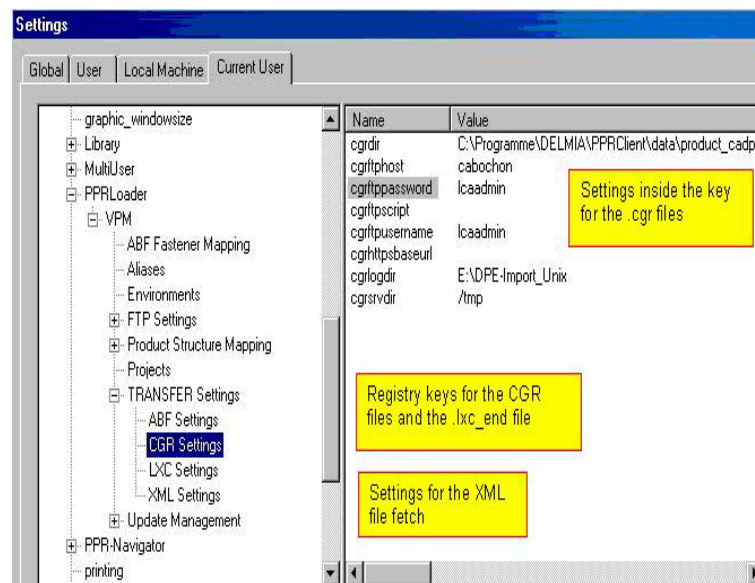 Settings
Global User Local Machine Current User
graphic_windowsize
Library
MultiUser
PPRLoader
VPM
ABF Fastener Mapping
Aliases
Environments
FTP Settings
Product Structure Mapping
Projects
TRANSFER Settings
ABF Settings
CGR Settings
LXC Settings
XML Settings
Update Management
PPR-Navigator
printing
Name Value
cgrdir C:\Programme\DELMIA\PPRClient\data\product_cadp
cgrftphost cabochon
cgrftppassword lcaadmin
cgrftpscript
cgrftpusername lcaadmin
cgrhttpsbaseurl
cgrlogdir E:\DPE-Import_Unix
cgrsrvdir /tmp
Settings inside the key
for the .cgr files
Registry keys for the CGR
files and the .lxc_end file
Settings for the XML
file fetch